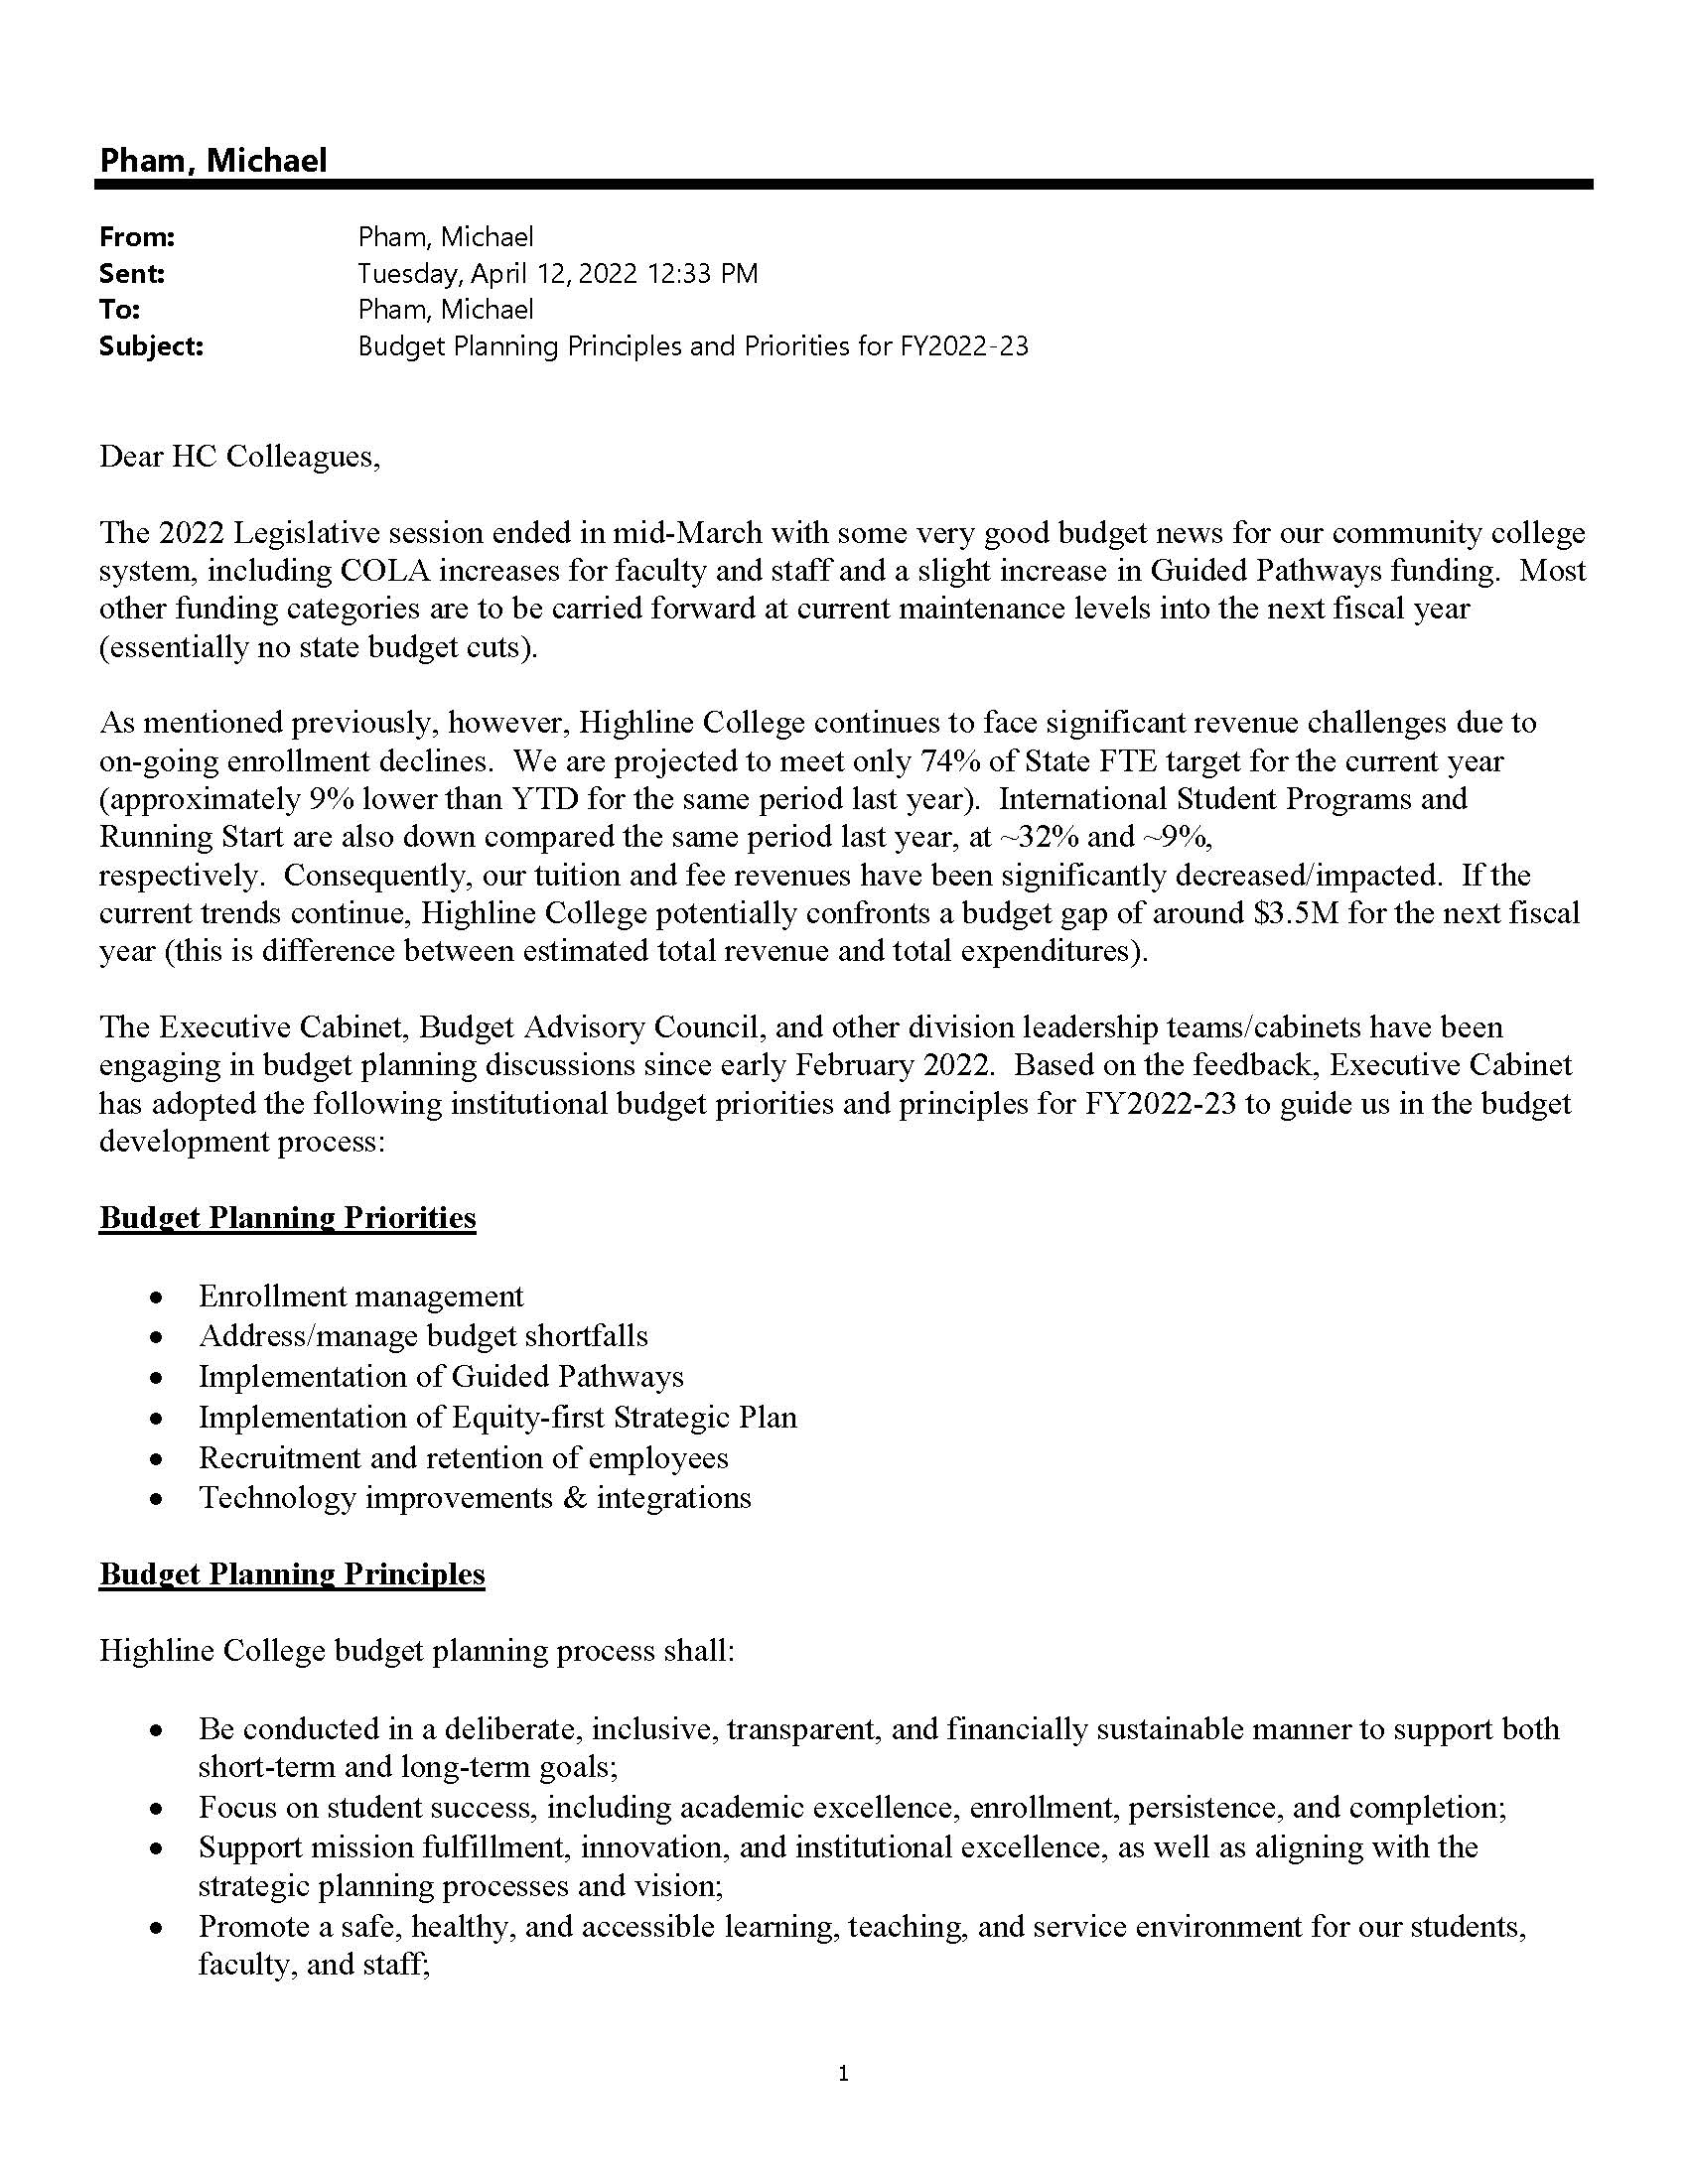 Pham, Michael
From: Pham, Michael
Sent: Tuesday, April 12, 2022 12:33 PM
To: Pham, Michael
Subject: Budget Planning Principles and Priorities for FY2022-23
Dear HC Colleagues,
The 2022 Legislative session ended in mid-March with some very good budget news for our community college
system, including COLA increases for faculty and staff and a slight increase in Guided Pathways funding.  Most
other funding categories are to be carried forward at current maintenance levels into the next fiscal year
(essentially no state budget cuts).
As mentioned previously, however, Highline College continues to face significant revenue challenges due to
on-going enrollment declines.  We are projected to meet only 74% of State FTE target for the current year
(approximately 9% lower than YTD for the same period last year).  International Student Programs and
Running Start are also down compared the same period last year, at ~32% and ~9%,
respectively.  Consequently, our tuition and fee revenues have been significantly decreased/impacted.  If the
current trends continue, Highline College potentially confronts a budget gap of around $3.5M for the next fiscal
year (this is difference between estimated total revenue and total expenditures).
The Executive Cabinet, Budget Advisory Council, and other division leadership teams/cabinets have been
engaging in budget planning discussions since early February 2022.  Based on the feedback, Executive Cabinet
has adopted the following institutional budget priorities and principles for FY2022-23 to guide us in the budget
development process:
Budget Planning Priorities
• Enrollment management
• Address/manage budget shortfalls
• Implementation of Guided Pathways
• Implementation of Equity-first Strategic Plan
• Recruitment and retention of employees
• Technology improvements & integrations
Budget Planning Principles
Highline College budget planning process shall:
• Be conducted in a deliberate, inclusive, transparent, and financially sustainable manner to support both
short-term and long-term goals;
• Focus on student success, including academic excellence, enrollment, persistence, and completion;
• Support mission fulfillment, innovation, and institutional excellence, as well as aligning with the
strategic planning processes and vision;
• Promote a safe, healthy, and accessible learning, teaching, and service environment for our students,
faculty, and staff;
1